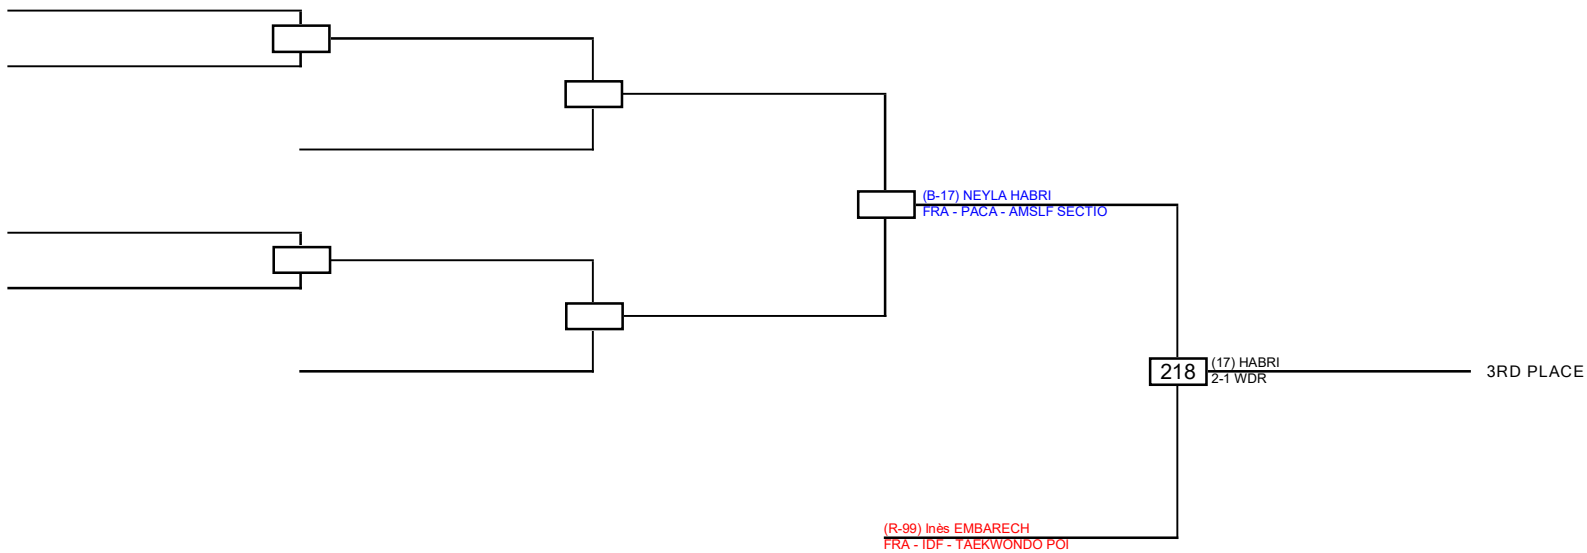 (B-17) NEYLA HABRI
FRA - PACA - AMSLF SECTIO
218
(17) HABRI
2-1 WDR
3RD PLACE
(R-99) Inès EMBARECH
FRA - IDF - TAEKWONDO POI